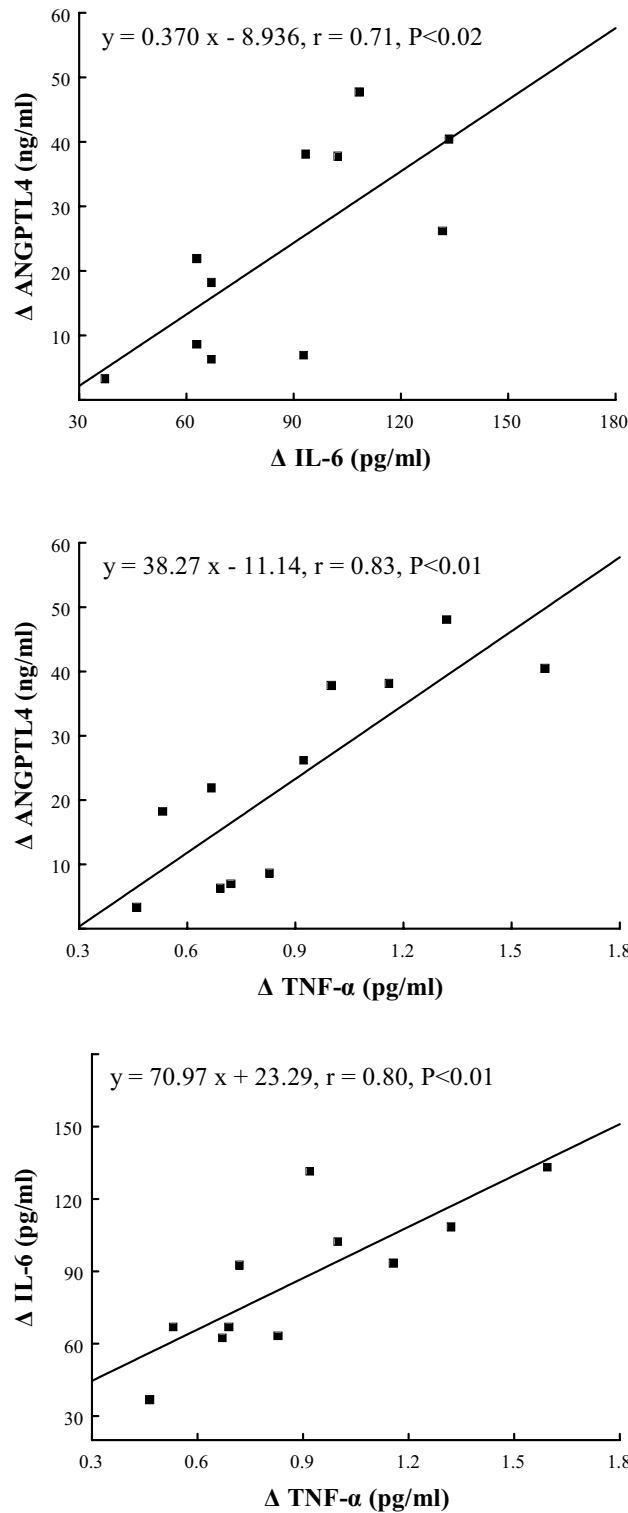 y = 0.370 x - 8.936, r = 0.71, P<0.02
60
50
40
30
20
10
Δ ANGPTL4 (ng/ml)
30 60 90 120 150 180
Δ IL-6 (pg/ml)
y = 38.27 x - 11.14, r = 0.83, P<0.01
60
50
40
30
20
10
Δ ANGPTL4 (ng/ml)
0.3 0.6 0.9 1.2 1.5 1.8
Δ TNF-α (pg/ml)
y = 70.97 x + 23.29, r = 0.80, P<0.01
150
120
90
60
30
Δ IL-6 (pg/ml)
0.3 0.6 0.9 1.2 1.5 1.8
Δ TNF-α (pg/ml)